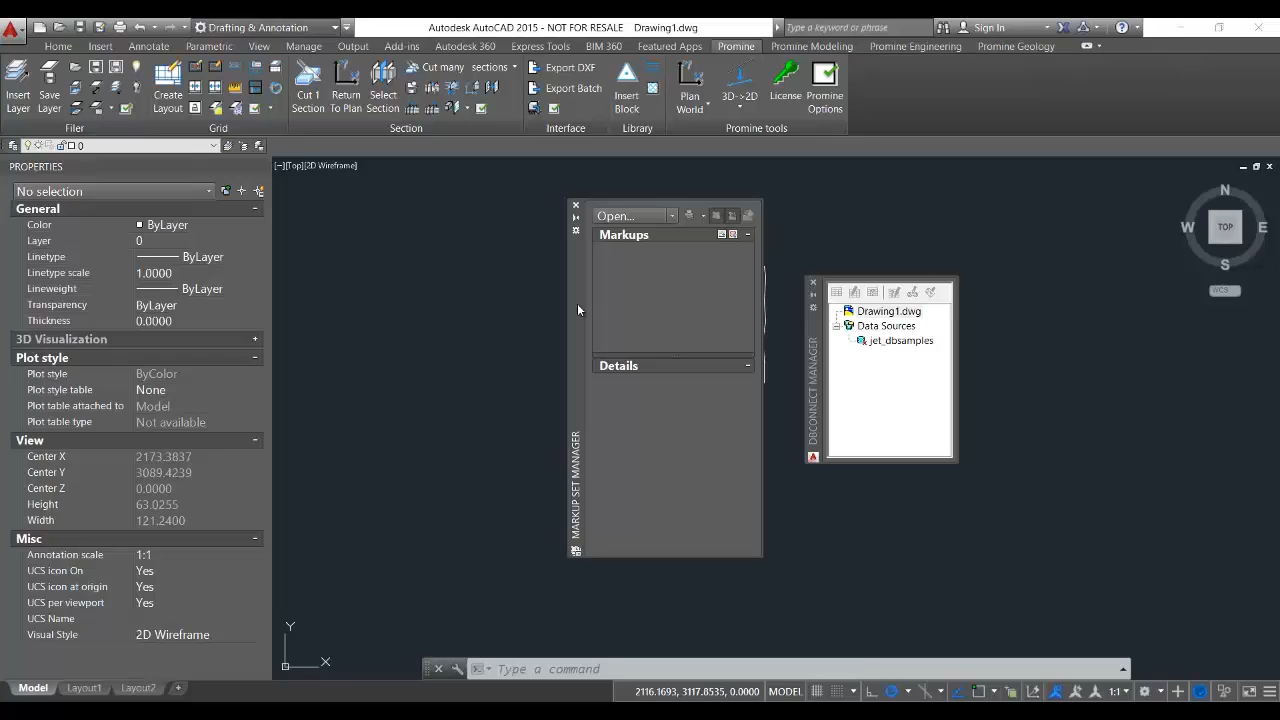 Drafting & Annotation
Autodesk AutoCAD 2015 - NOT FOR RESALE Drawing1.dwg
Type a keyword or phrase
Sign In
Home Insert Annotate Parametric View Manage Output Add-ins Autodesk 360 Express Tools BIM 360 Featured Apps Promine Promine Modeling Promine Engineering Promine Geology
Insert Layer
Save Layer
Create Layout
Cut 1 Section
Return To Plan
Select Section
Cut many sections
Export DXF
Export Batch
Insert Block
Plan World
3D->2D
License
Promine Options
Filer Grid Section Interface Library Promine tools
0
PROPERTIES
No selection
General
Color ByLayer
Layer 0
Linetype ByLayer
Linetype scale 1.0000
Lineweight ByLayer
Transparency ByLayer
Thickness 0.0000
3D Visualization
Plot style
Plot style ByColor
Plot style table None
Plot table attached to Model
Plot table type Not available
View
Center X 2173.3837
Center Y 3089.4239
Center Z 0.0000
Height 63.0255
Width 121.2400
Misc
Annotation scale 1:1
UCS icon On Yes
UCS icon at origin Yes
UCS per viewport Yes
UCS Name
Visual Style 2D Wireframe
[−][Top][2D Wireframe]
Open...
Markups
Details
MARKUP SET MANAGER
Drawing1.dwg
Data Sources
jet_dbsamples
DBCONNECT MANAGER
N
W TOP E
S
WCS
Y
X
Type a command
Model Layout1 Layout2 +
2116.1693, 3117.8535, 0.0000 MODEL 1:1